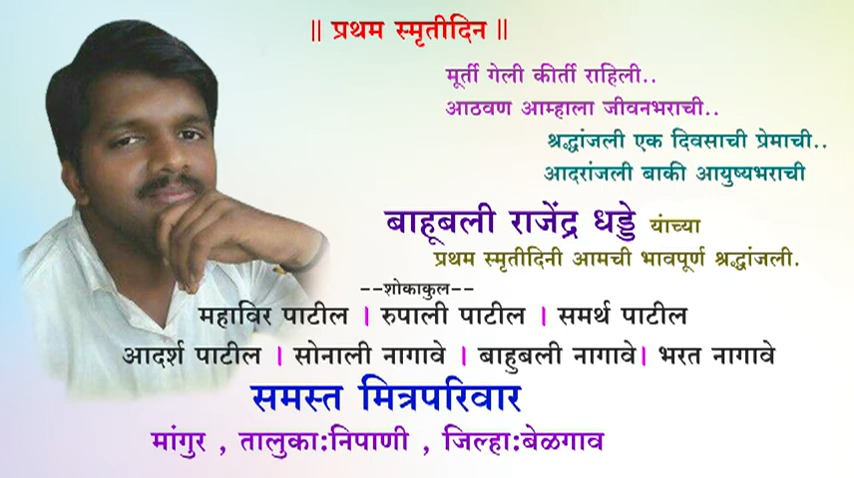 ॥ प्रथम स्मृतीदिन ॥
मूर्ती गेली कीर्ती राहिली..
आठवण आम्हाला जीवनभराची..
श्रद्धांजली एक दिवसाची प्रेमाची..
आदरांजली बाकी आयुष्यभराची
बाहूबली राजेंद्र धड्डे यांच्या
प्रथम स्मृतीदिनी आमची भावपूर्ण श्रद्धांजली.
--शोकाकुल--
महाविर पाटील | रुपाली पाटील | समर्थ पाटील
आदर्श पाटील | सोनाली नागावे | बाहुबली नागावे| भरत नागावे
समस्त मित्रपरिवार
मांगुर , तालुका:निपाणी , जिल्हा:बेळगाव